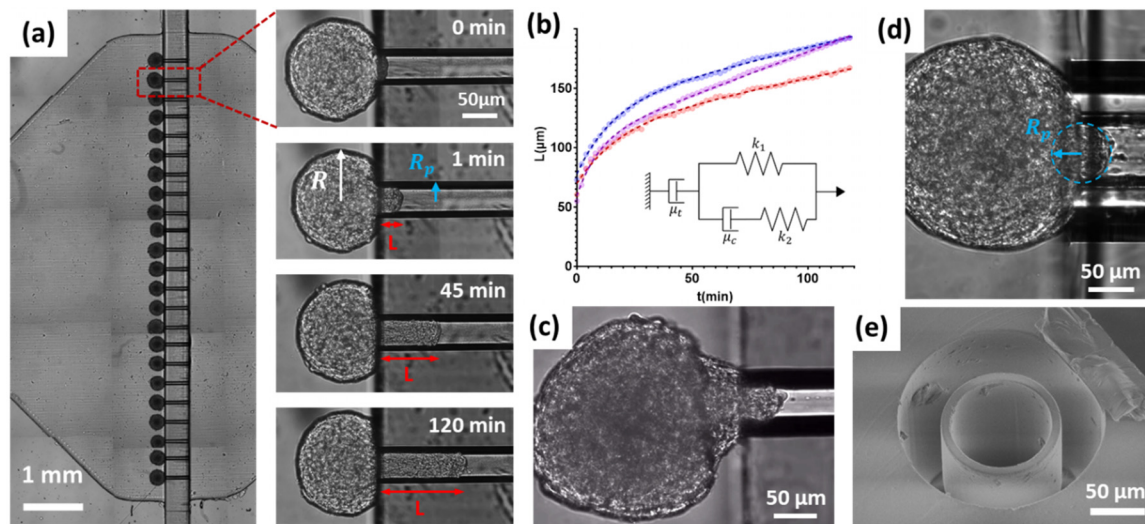 (a)
1 mm
0 min
50μm
1 min
R
R_p
L
45 min
L
120 min
L
(b)
L(μm)
150
100
50
0
0
50
100
t(min)
k_1
μ_t
μ_c
k_2
(c)
50 μm
(d)
R_p
50 μm
(e)
50 μm